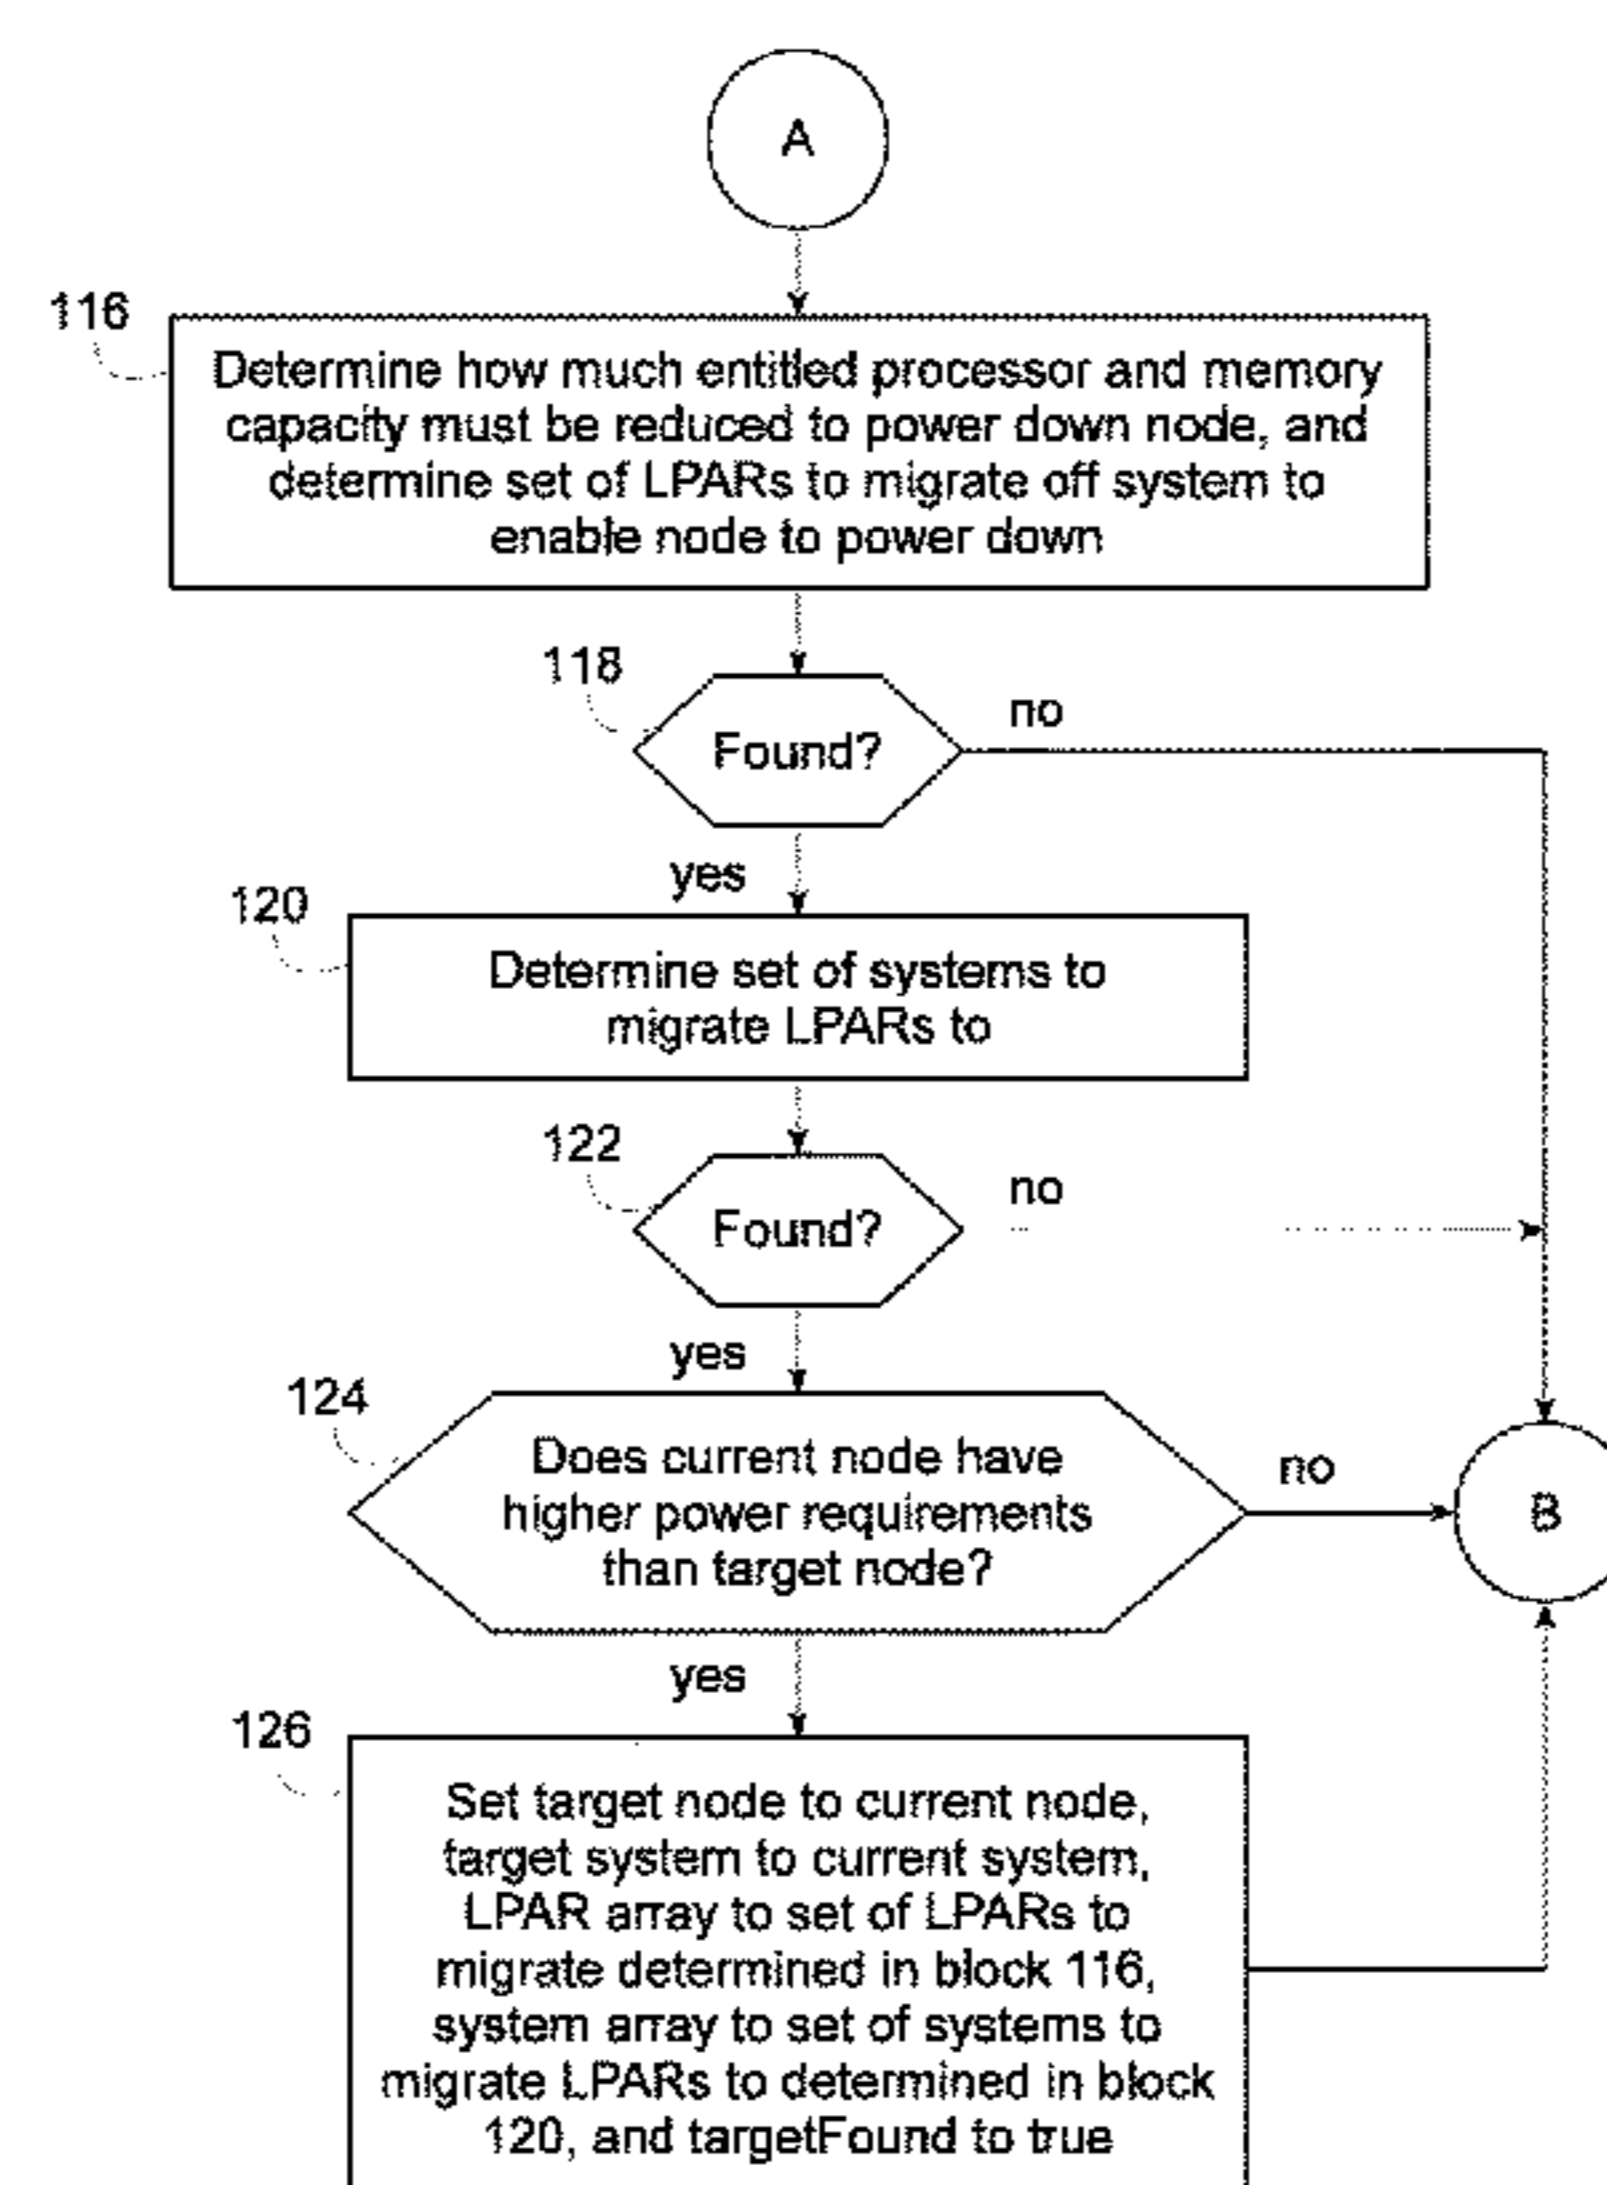 A
116
Determine how much entitled processor and memory
capacity must be reduced to power down node, and
determine set of LPARs to migrate off system to
enable node to power down
118
Found?
no
yes
120
Determine set of systems to
migrate LPARs to
122
Found?
no
yes
124
Does current node have
higher power requirements
than target node?
no
B
yes
126
Set target node to current node,
target system to current system,
LPAR array to set of LPARs to
migrate determined in block 116,
system array to set of systems to
migrate LPARs to determined in block
120, and targetFound to true